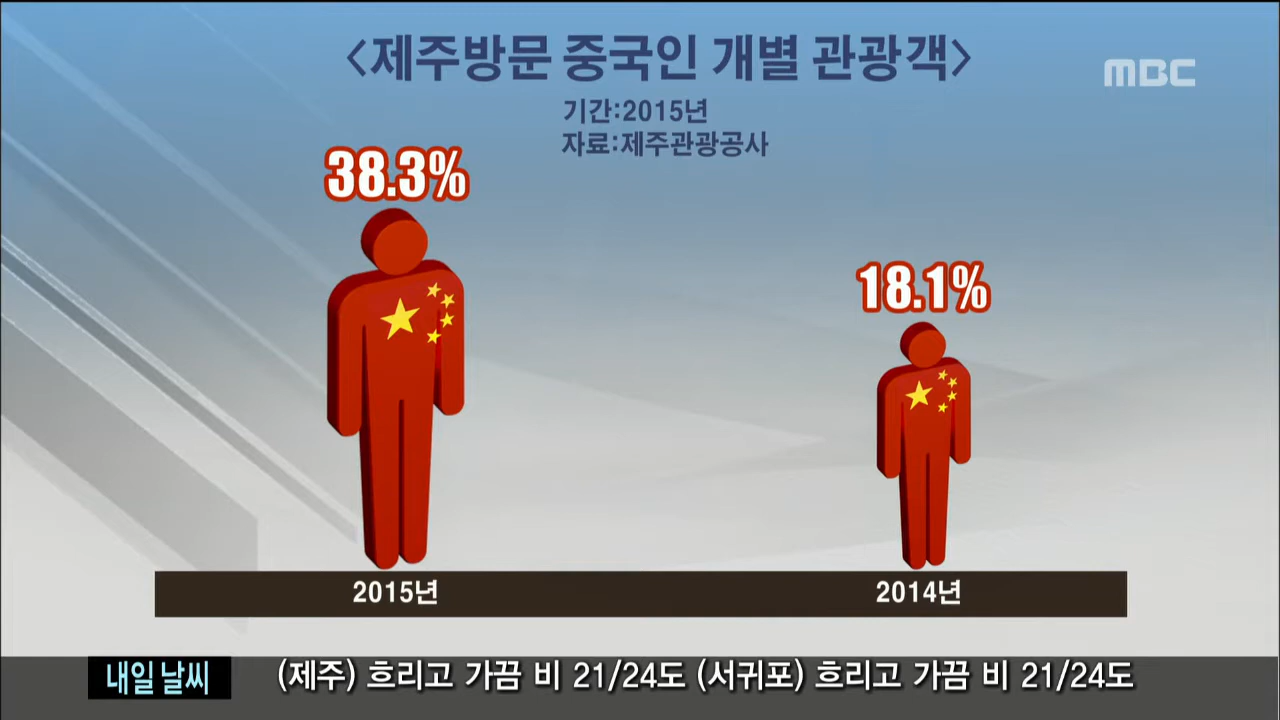 <제주방문 중국인 개별 관광객>
MBC
기간:2015년
자료:제주관광공사
38.3%
18.1%
2015년
2014년
내일 날씨
(제주) 흐리고 가끔 비 21/24도 (서귀포) 흐리고 가끔 비 21/24도